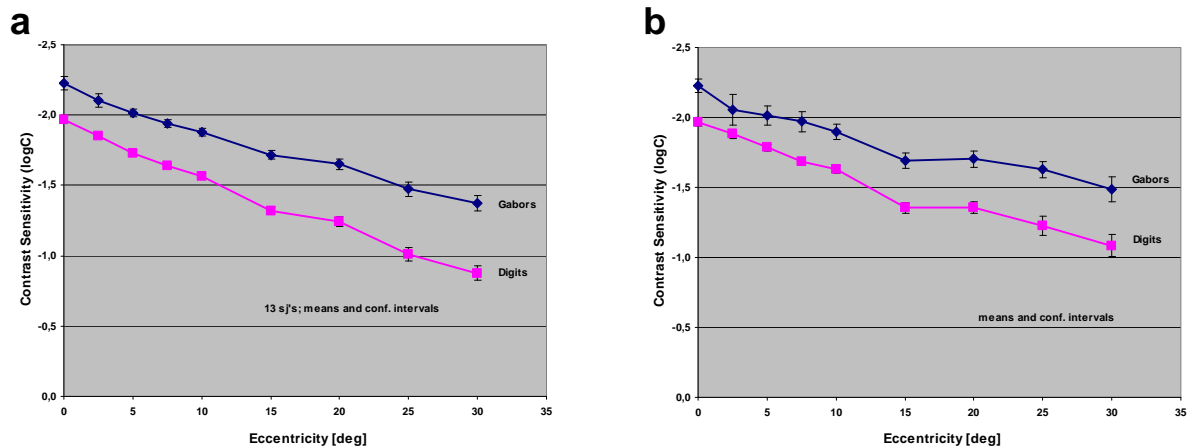 a
-2,5
-2,0
-1,5
-1,0
-0,5
0,0
Contrast Sensitivity (logC)
Gabors
Digits
13 sj's; means and conf. intervals
0 5 10 15 20 25 30 35
Eccentricity [deg]
b
-2,5
-2,0
-1,5
-1,0
-0,5
0,0
Contrast Sensitivity (logC)
Gabors
Digits
means and conf. intervals
0 5 10 15 20 25 30 35
Eccentricity [deg]